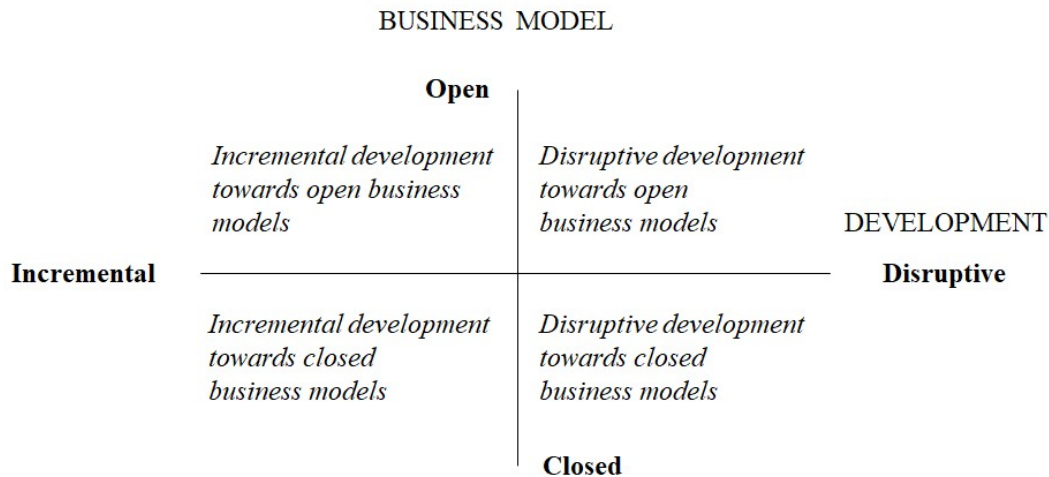 BUSINESS MODEL
Open
Incremental development
towards open business
models
Disruptive development
towards open
business models
DEVELOPMENT
Incremental
Disruptive
Incremental development
towards closed
business models
Disruptive development
towards closed
business models
Closed